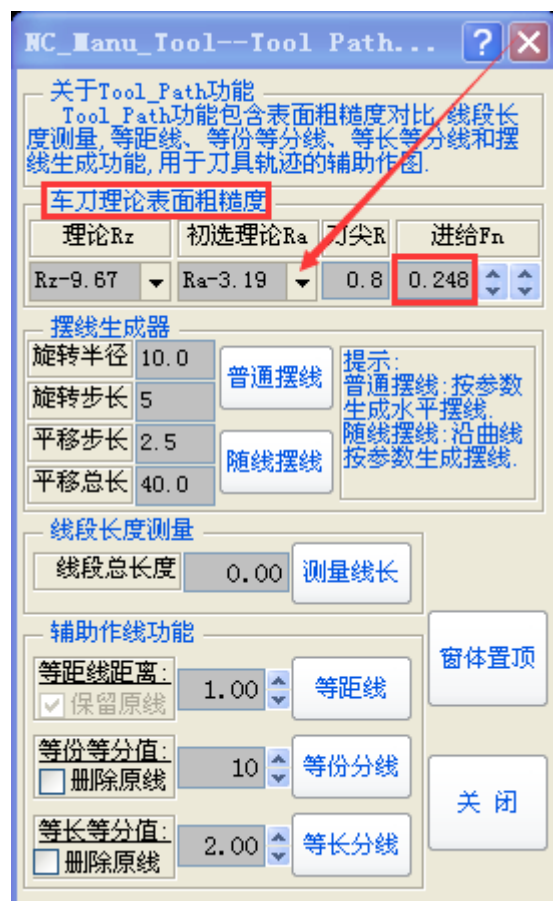 NC_Manu_Tool--Tool Path...
关于Tool_Path功能
Tool_Path功能包含表面粗糙度对比,线段长
度测量,等距线、等份等分线、等长等分线和摆
线生成功能,用于刀具轨迹的辅助作图.
车刀理论表面粗糙度
理论Rz 初选理论Ra 刀尖R 进给Fn
Rz-9.67 Ra-3.19 0.8 0.248
摆线生成器
旋转半径 10.0
旋转步长 5
平移步长 2.5
平移总长 40.0
普通摆线
随线摆线
提示:
普通摆线:按参数
生成水平摆线.
随线摆线:沿曲线
按参数生成摆线.
线段长度测量
线段总长度 0.00 测量线长
辅助作线功能
等距线距离:
保留原线
1.00 等距线
等份等分值:
删除原线
10 等份分线
等长等分值:
删除原线
2.00 等长分线
窗体置顶
关 闭